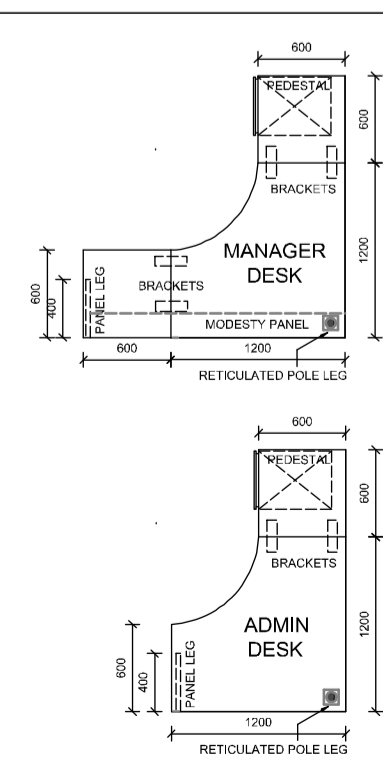 600
PEDESTAL
600
BRACKETS
MANAGER
DESK
1200
600
400
PANEL LEG
BRACKETS
MODESTY PANEL
600
1200
RETICULATED POLE LEG
600
PEDESTAL
600
BRACKETS
ADMIN
DESK
1200
600
400
PANEL LEG
1200
RETICULATED POLE LEG